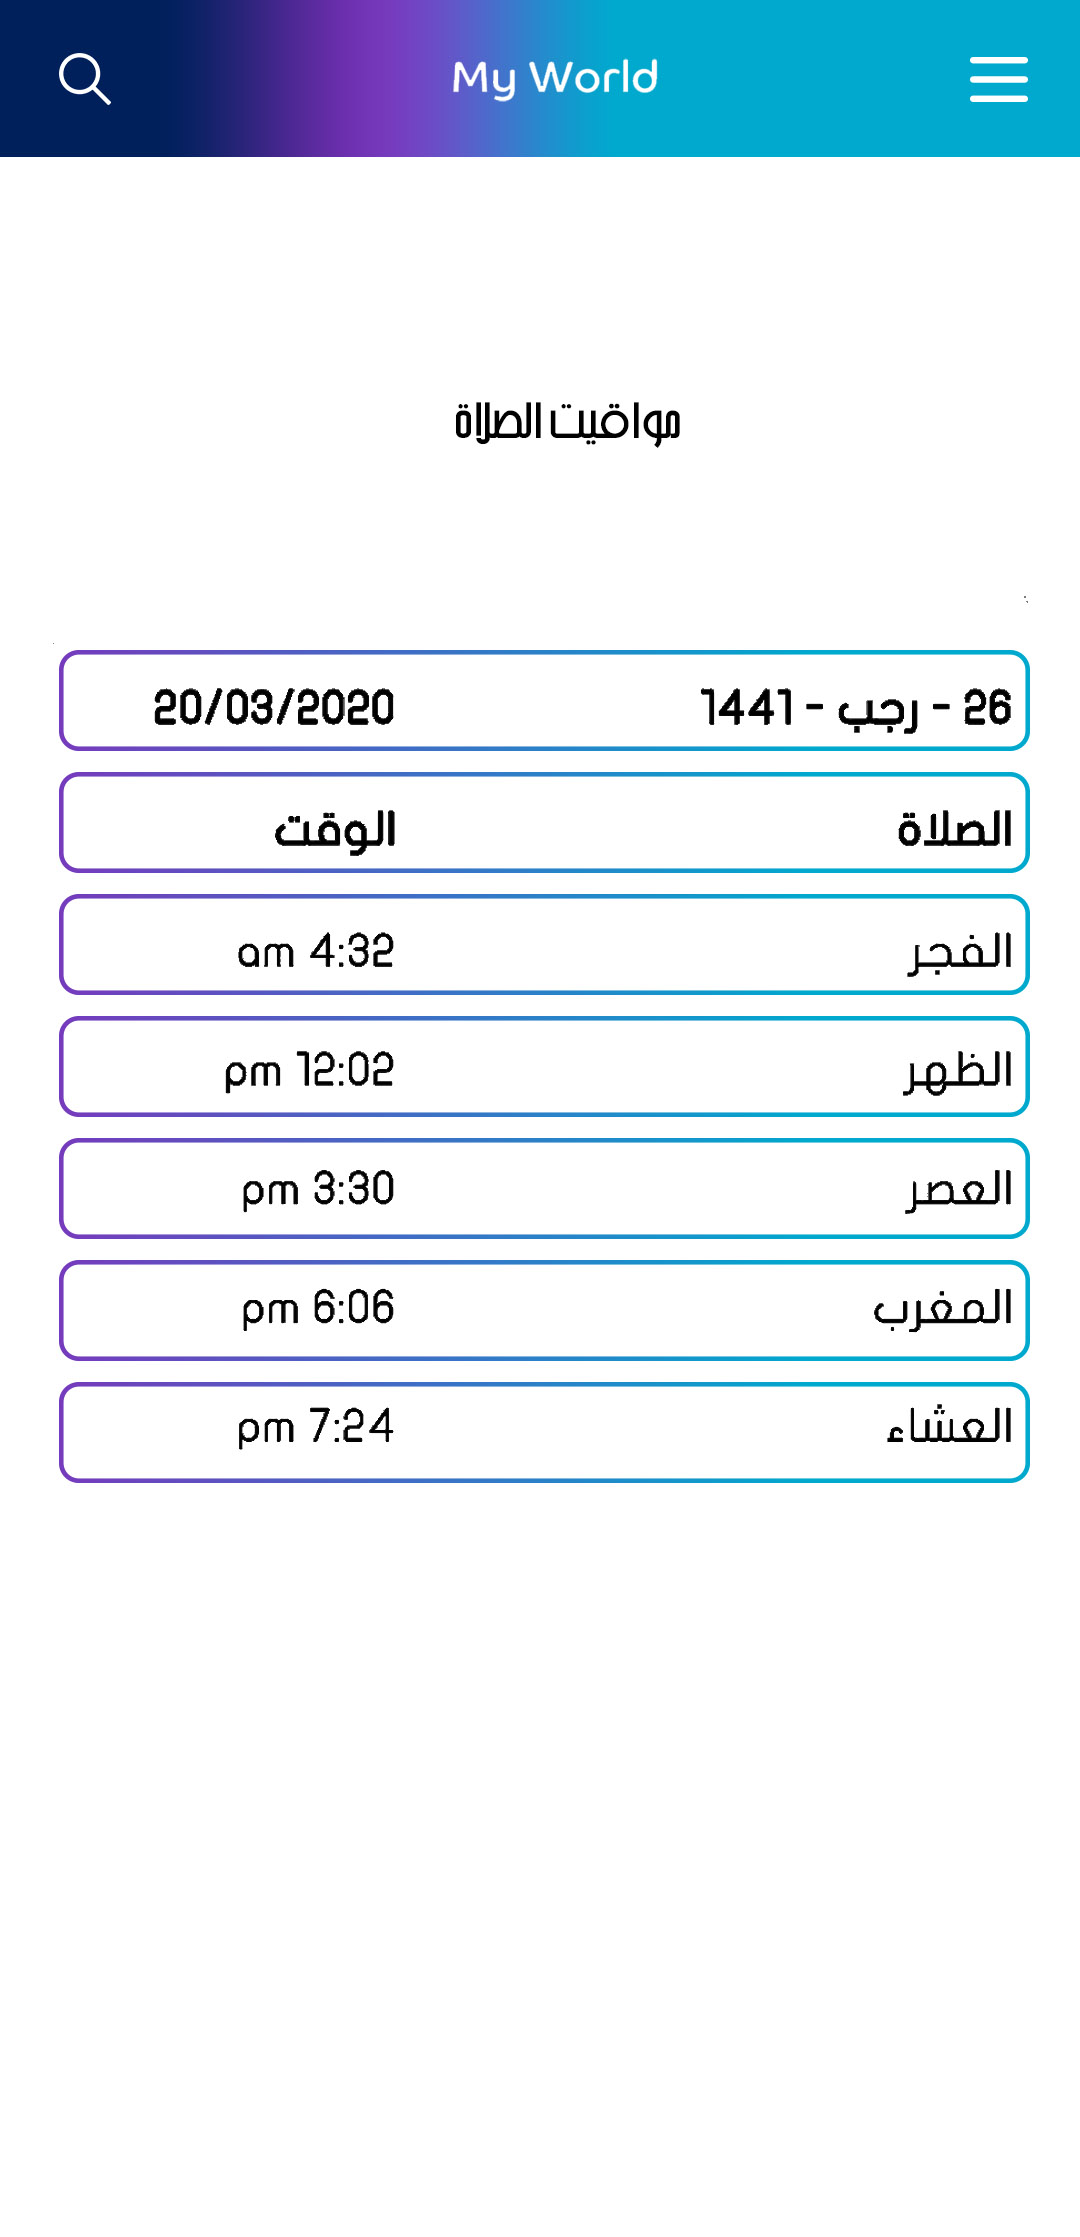 My World
مواقيت الصلاة
26 - رجب - 1441 20/03/2020
الصلاة الوقت
الفجر 4:32 am
الظهر 12:02 pm
العصر 3:30 pm
المغرب 6:06 pm
العشاء 7:24 pm